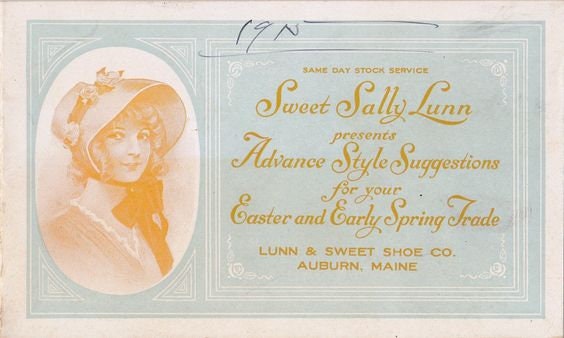 SAME DAY STOCK SERVICE
Sweet Sally Lunn
presents
Advance Style Suggestions
for your
Easter and Early Spring Trade
LUNN & SWEET SHOE CO.
AUBURN, MAINE